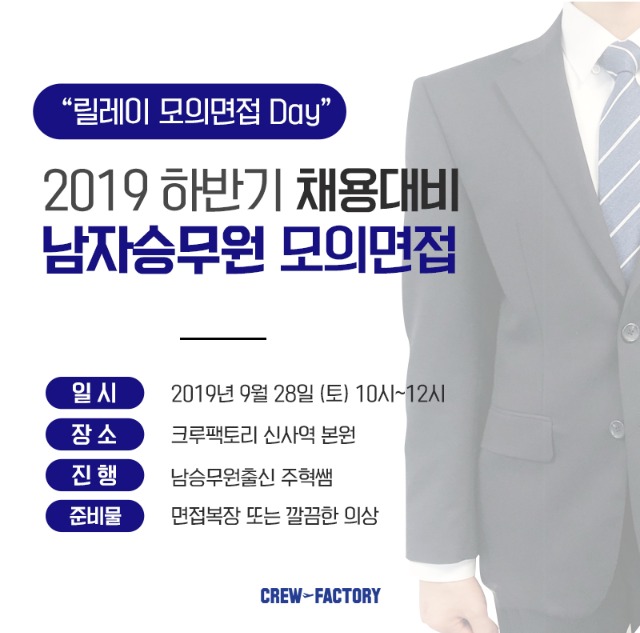 “릴레이 모의면접 Day”
2019 하반기 채용대비
남자승무원 모의면접
일 시 2019년 9월 28일 (토) 10시~12시
장 소 크루팩토리 신사역 본원
진 행 남승무원출신 주혁쌤
준비물 면접복장 또는 깔끔한 의상
CREW FACTORY